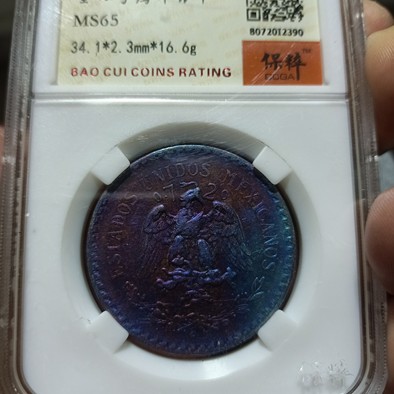 MS65
34.1*2.3mm*16.6g
BAO CUI COINS RATING
8072012390
保粹
ESTADOS UNIDOS MEXICANOS